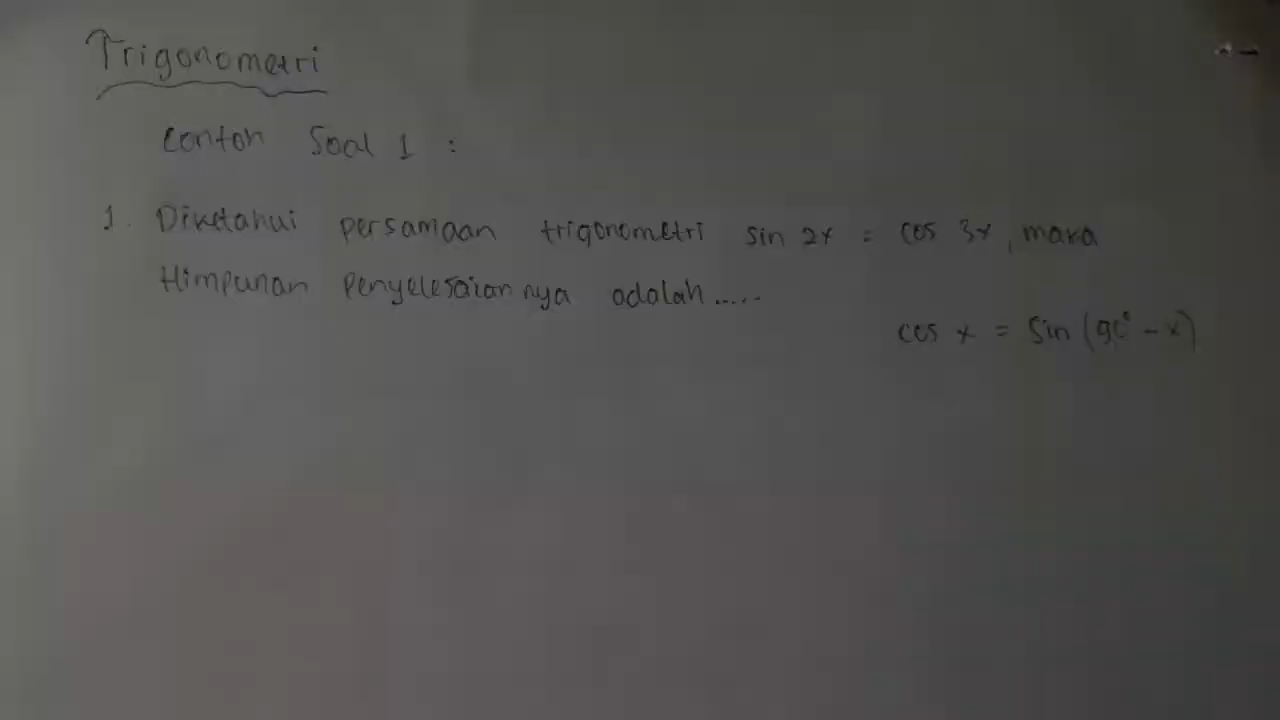 Trigonometri
Contoh Soal 1 :
1. Diketahui persamaan trigonometri sin 2x = cos 3x, maka
Himpunan penyelesaiannya adalah.....
cos x = sin (90° - x)